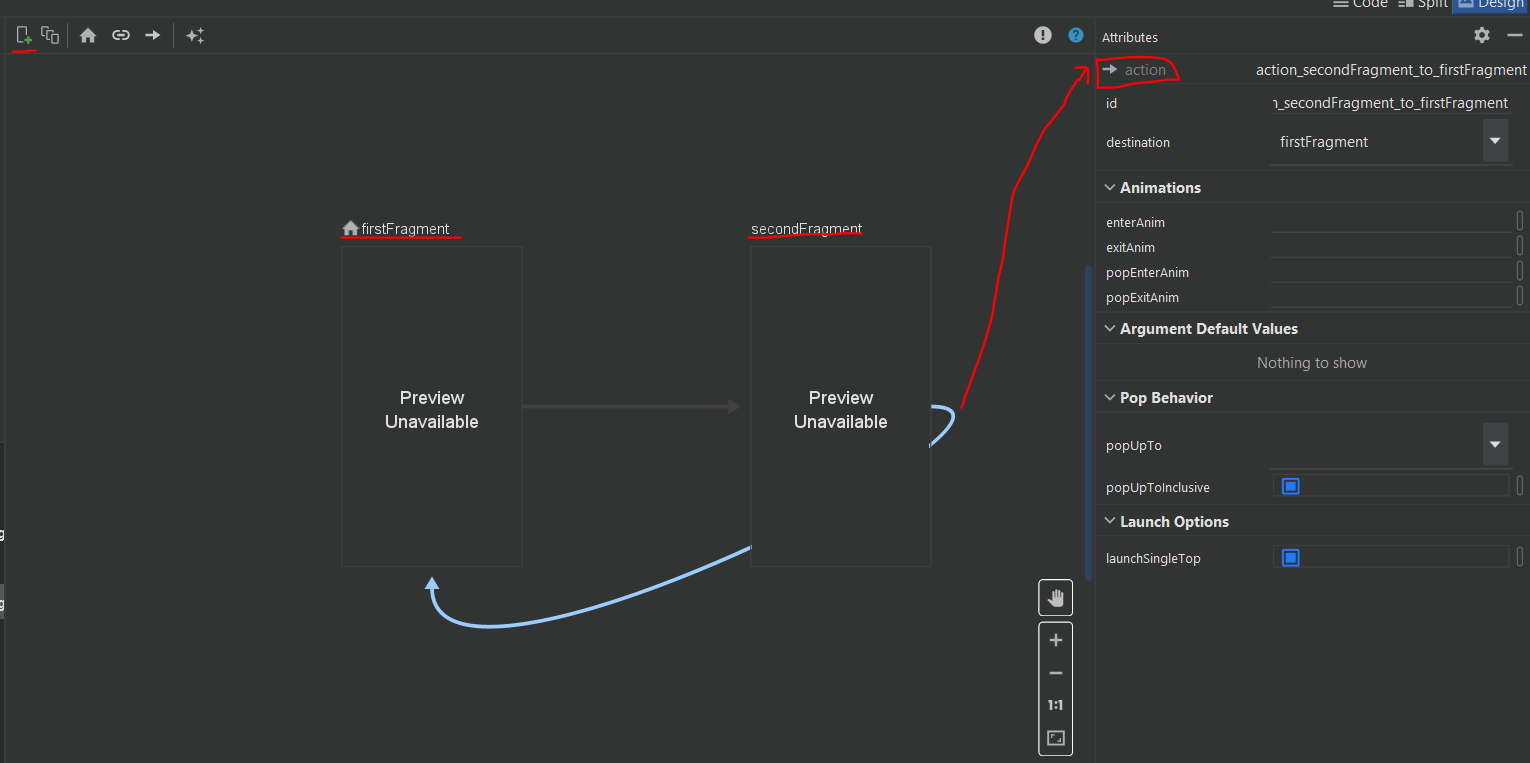 Code Split Design
Attributes
action action_secondFragment_to_firstFragment
id n_secondFragment_to_firstFragment
destination firstFragment
Animations
enterAnim
exitAnim
popEnterAnim
popExitAnim
Argument Default Values
Nothing to show
Pop Behavior
popUpTo
popUpToInclusive
Launch Options
launchSingleTop
firstFragment
Preview
Unavailable
secondFragment
Preview
Unavailable
1:1